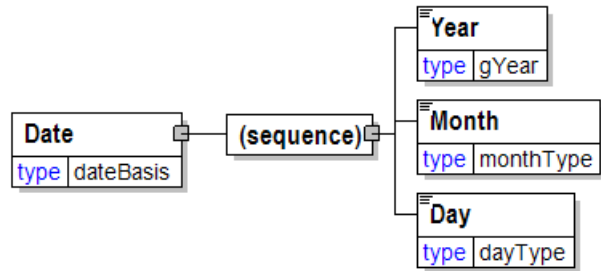 Date
type dateBasis
(sequence)
Year
type gYear
Month
type monthType
Day
type dayType